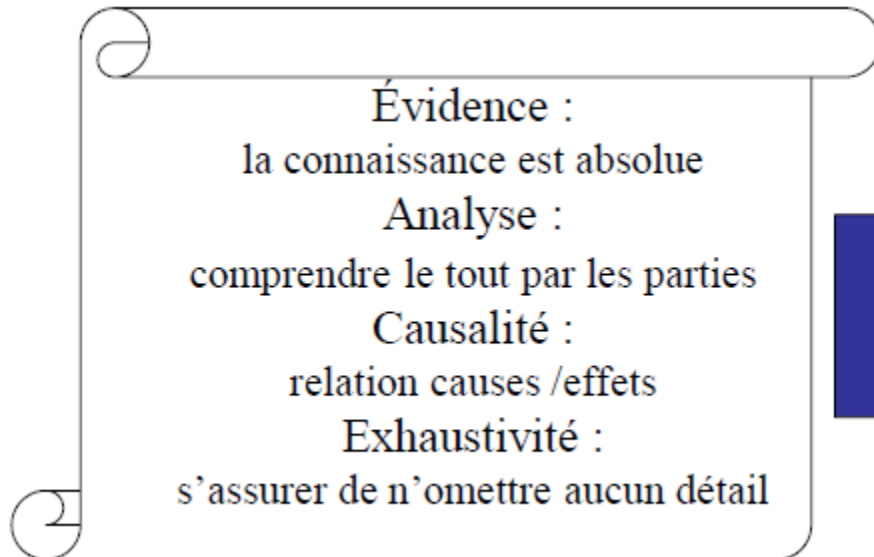 Évidence :
la connaissance est absolue
Analyse :
comprendre le tout par les parties
Causalité :
relation causes /effets
Exhaustivité :
s’assurer de n’omettre aucun détail